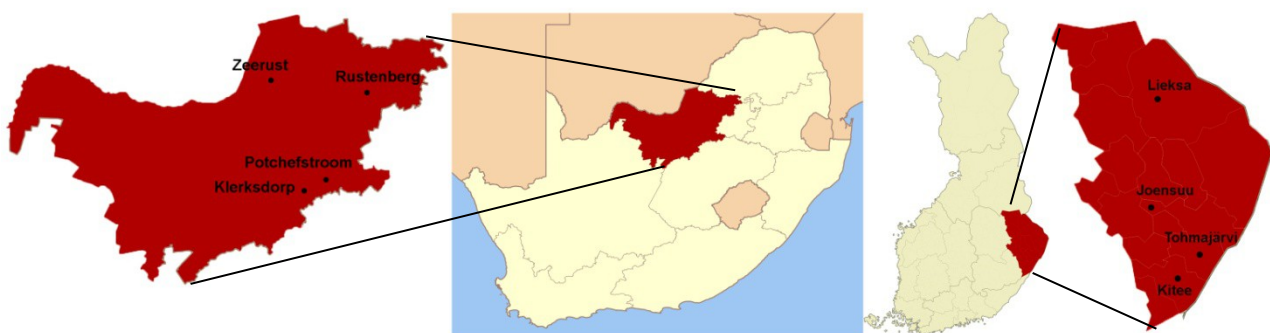 Zeerust
Rustenberg
Potchefstroom
Klerksdorp
Lieksa
Joensuu
Tohmajärvi
Kitee